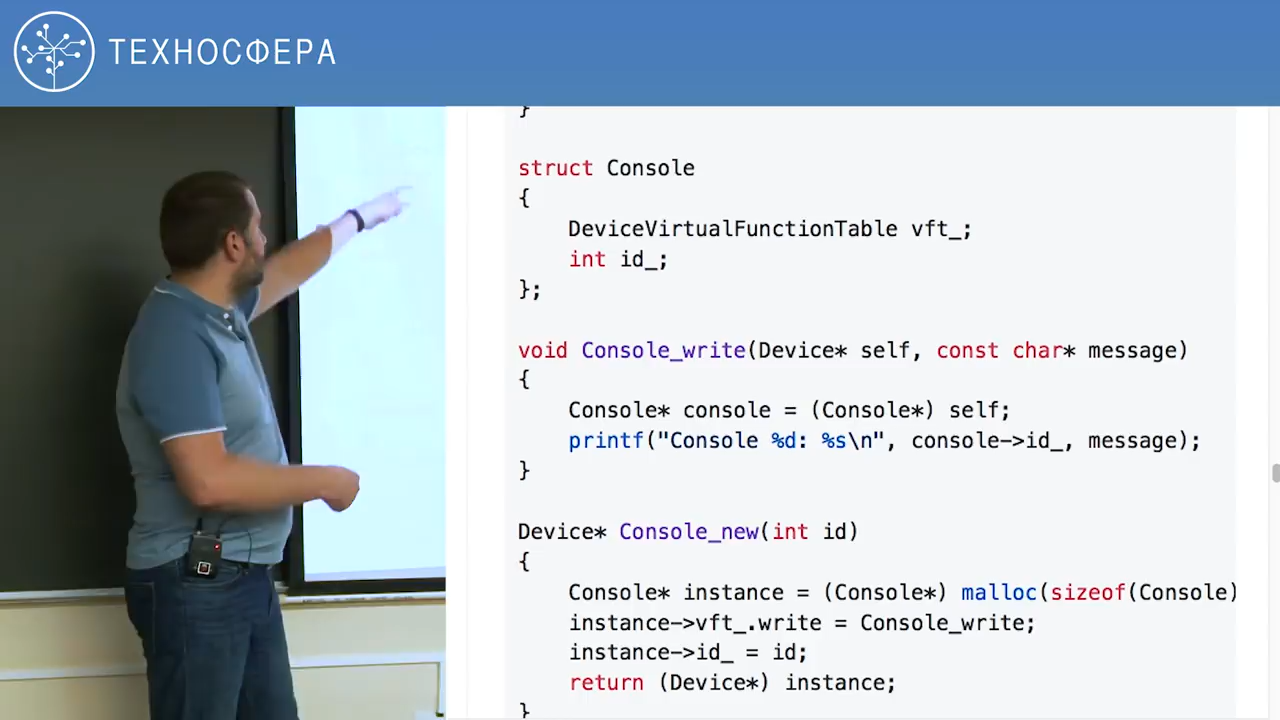 ТЕХНОСФЕРА
}
struct Console
{
    DeviceVirtualFunctionTable vft_;
    int id_;
};
void Console_write(Device* self, const char* message)
{
    Console* console = (Console*) self;
    printf("Console %d: %s\n", console->id_, message);
}
Device* Console_new(int id)
{
    Console* instance = (Console*) malloc(sizeof(Console)
    instance->vft_.write = Console_write;
    instance->id_ = id;
    return (Device*) instance;
}